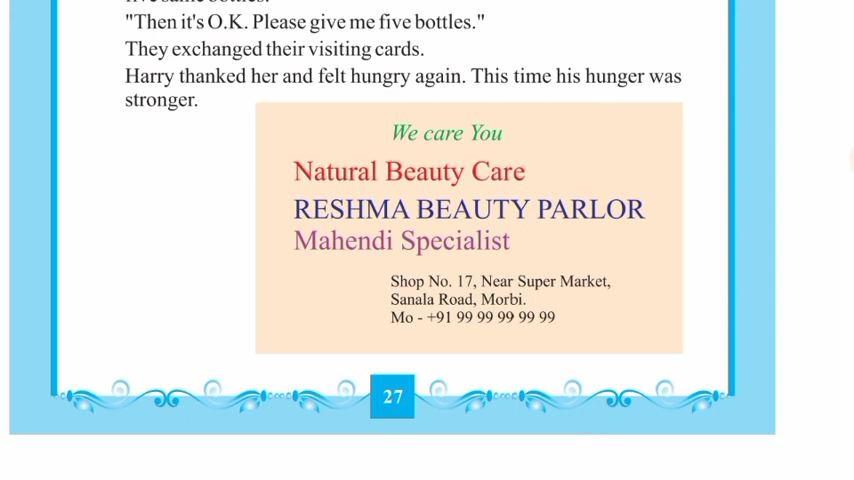 "Then it's O.K. Please give me five bottles."
They exchanged their visiting cards.
Harry thanked her and felt hungry again. This time his hunger was
stronger.
We care You
Natural Beauty Care
RESHMA BEAUTY PARLOR
Mahendi Specialist
Shop No. 17, Near Super Market,
Sanala Road, Morbi.
Mo - +91 99 99 99 99 99
27